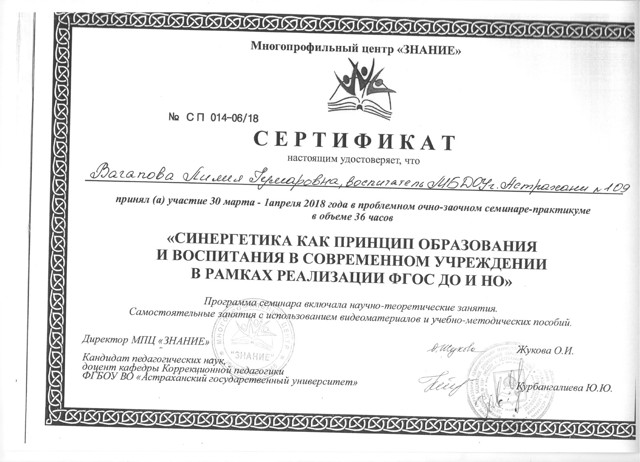 Многопрофильный центр «ЗНАНИЕ»
№ СП 014-06/18
СЕРТИФИКАТ
настоящим удостоверяет, что
Вагапова Лилия Гумаровна, воспитатель МБДОУ г. Астрахани №109
принял (а) участие 30 марта - 1апреля 2018 года в проблемном очно-заочном семинаре-практикуме
в объеме 36 часов
«СИНЕРГЕТИКА КАК ПРИНЦИП ОБРАЗОВАНИЯ
И ВОСПИТАНИЯ В СОВРЕМЕННОМ УЧРЕЖДЕНИИ
В РАМКАХ РЕАЛИЗАЦИИ ФГОС ДО И НО»
Программа семинара включала научно-теоретические занятия.
Самостоятельные занятия с использованием видеоматериалов и учебно-методических пособий.
Директор МПЦ «ЗНАНИЕ»
Жукова О.И.
Кандидат педагогических наук,
доцент кафедры Коррекционной педагогики
ФГБОУ ВО «Астраханский государственный университет»
Курбангалиева Ю.Ю.
"ЗНАНИЕ"